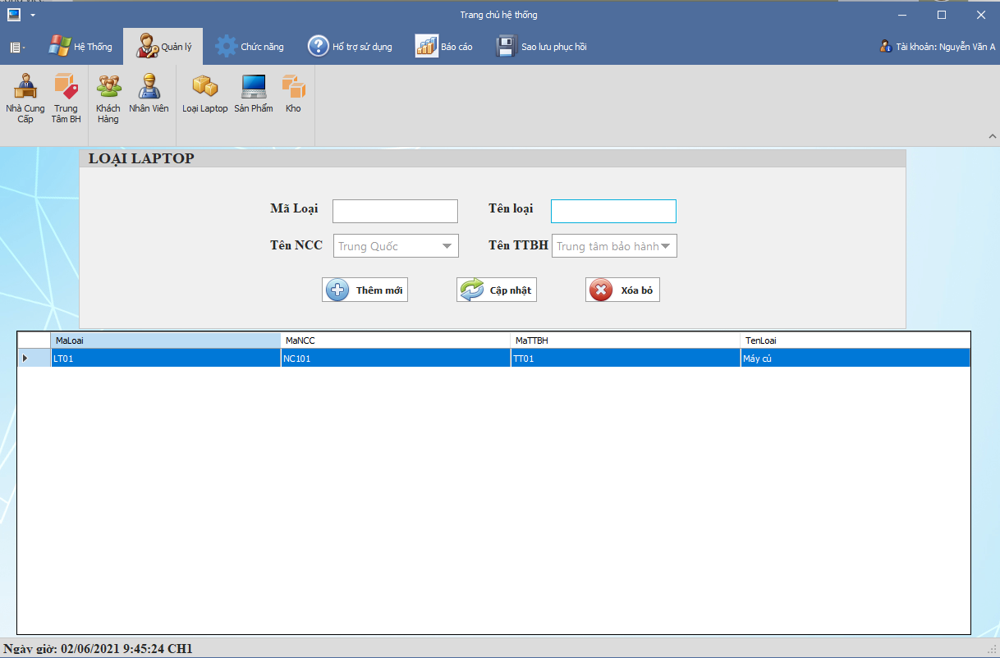 Trang chủ hệ thống
Hệ Thống
Quản lý
Chức năng
Hổ trợ sử dụng
Báo cáo
Sao lưu phục hồi
Tài khoản: Nguyễn Văn A
Nhà Cung Cấp
Trung Tâm BH
Khách Hàng
Nhân Viên
Loại Laptop
Sản Phẩm
Kho
LOẠI LAPTOP
Mã Loại
Tên loại
Tên NCC
Trung Quốc
Tên TTBH
Trung tâm bảo hành
Thêm mới
Cập nhật
Xóa bỏ
MaLoai MaNCC MaTTBH TenLoai
LT01 NC101 TT01 Máy củ
Ngày giờ: 02/06/2021 9:45:24 CH1